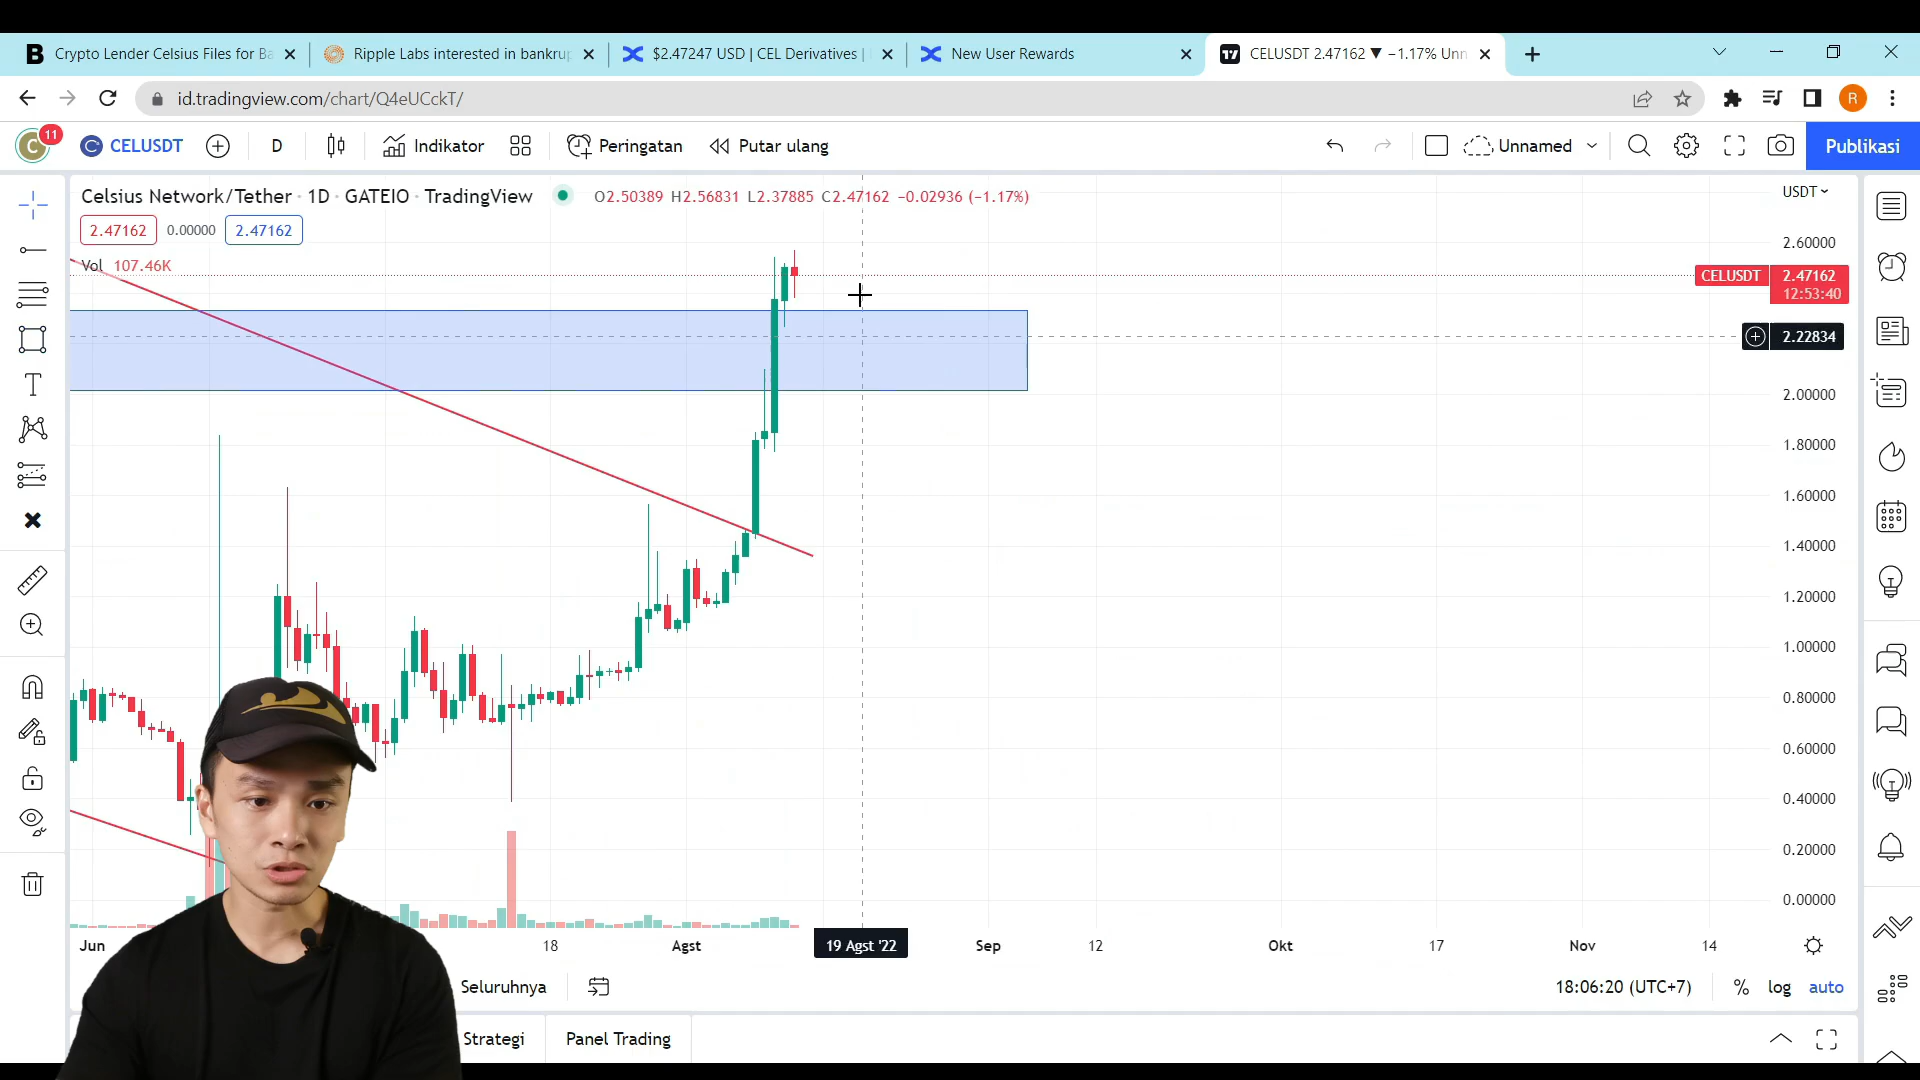 B Crypto Lender Celsius Files for Ba
Ripple Labs interested in bankrup
$2.47247 USD | CEL Derivatives |
New User Rewards
CELUSDT 2.47162 ▼ −1.17% Unn
id.tradingview.com/chart/Q4eUCckT/
R
C 11
CELUSDT
D
Indikator
Peringatan
Putar ulang
Unnamed
Publikasi
Celsius Network/Tether · 1D · GATEIO · TradingView
O2.50389 H2.56831 L2.37885 C2.47162 −0.02936 (−1.17%)
USDT
2.47162 0.00000 2.47162
Vol 107.46K
2.60000
CELUSDT 2.47162
12:53:40
2.22834
2.00000
1.80000
1.60000
1.40000
1.20000
1.00000
0.80000
0.60000
0.40000
0.20000
0.00000
Jun 18 Agst 19 Agst '22 Sep 12 Okt 17 Nov 14
Seluruhnya
18:06:20 (UTC+7) % log auto
Strategi
Panel Trading